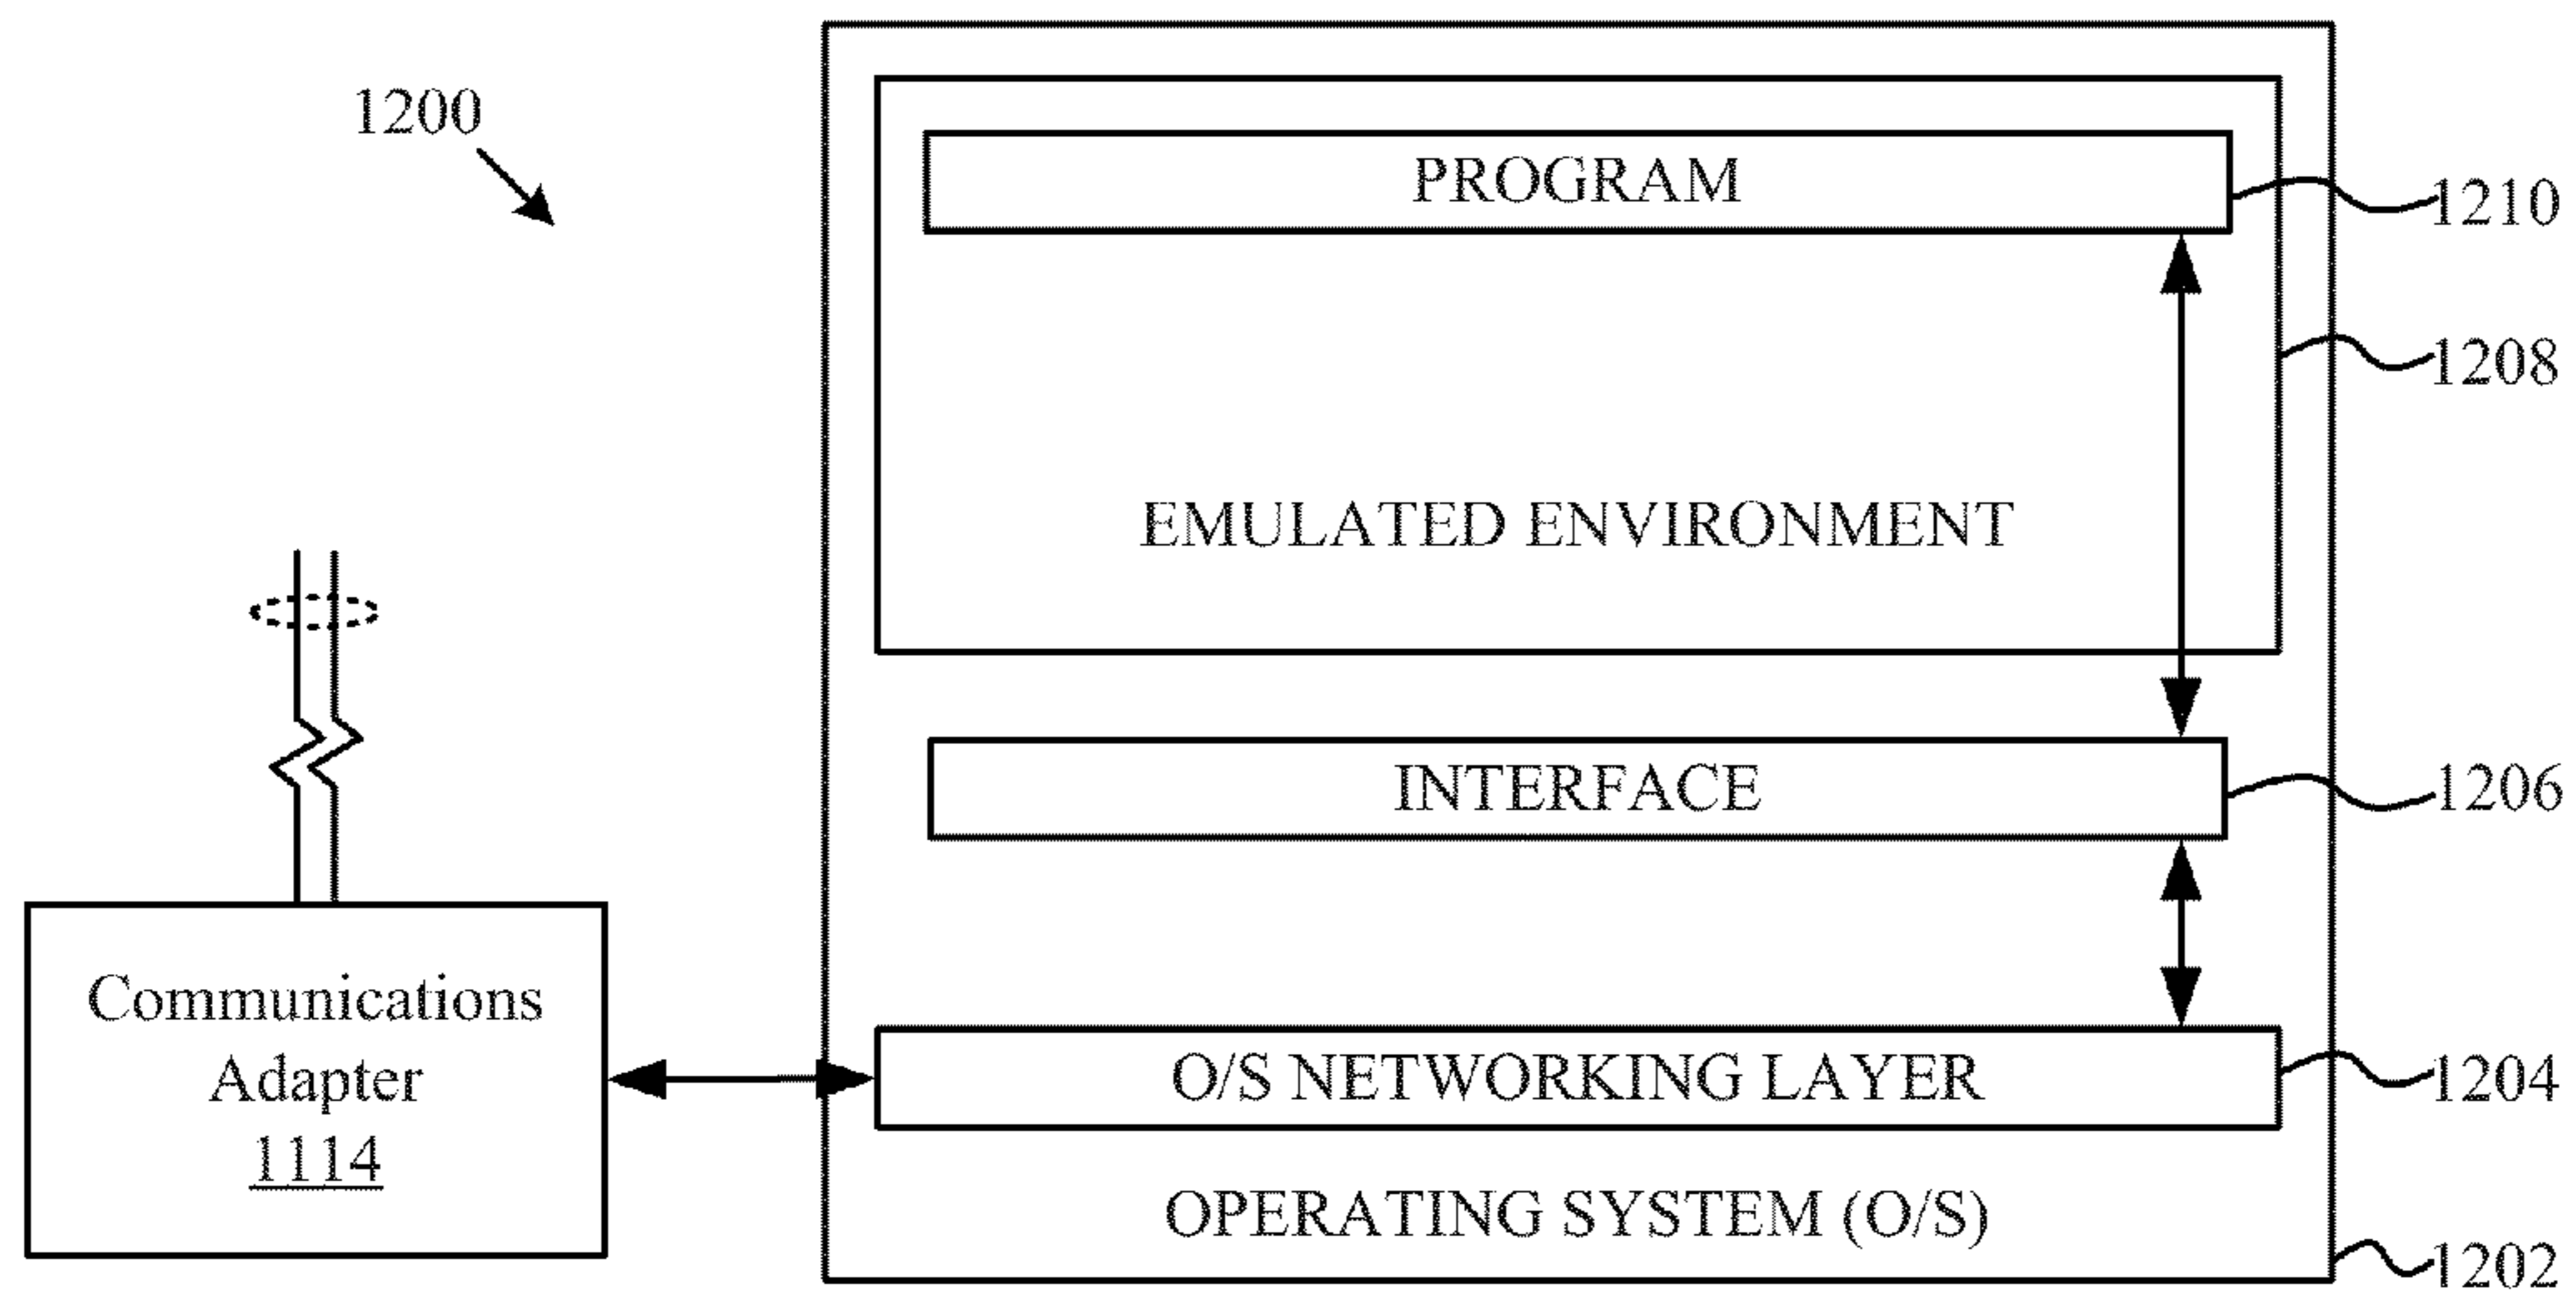 1200
PROGRAM
1210
1208
EMULATED ENVIRONMENT
INTERFACE
1206
Communications
Adapter
1114
O/S NETWORKING LAYER
1204
OPERATING SYSTEM (O/S)
1202